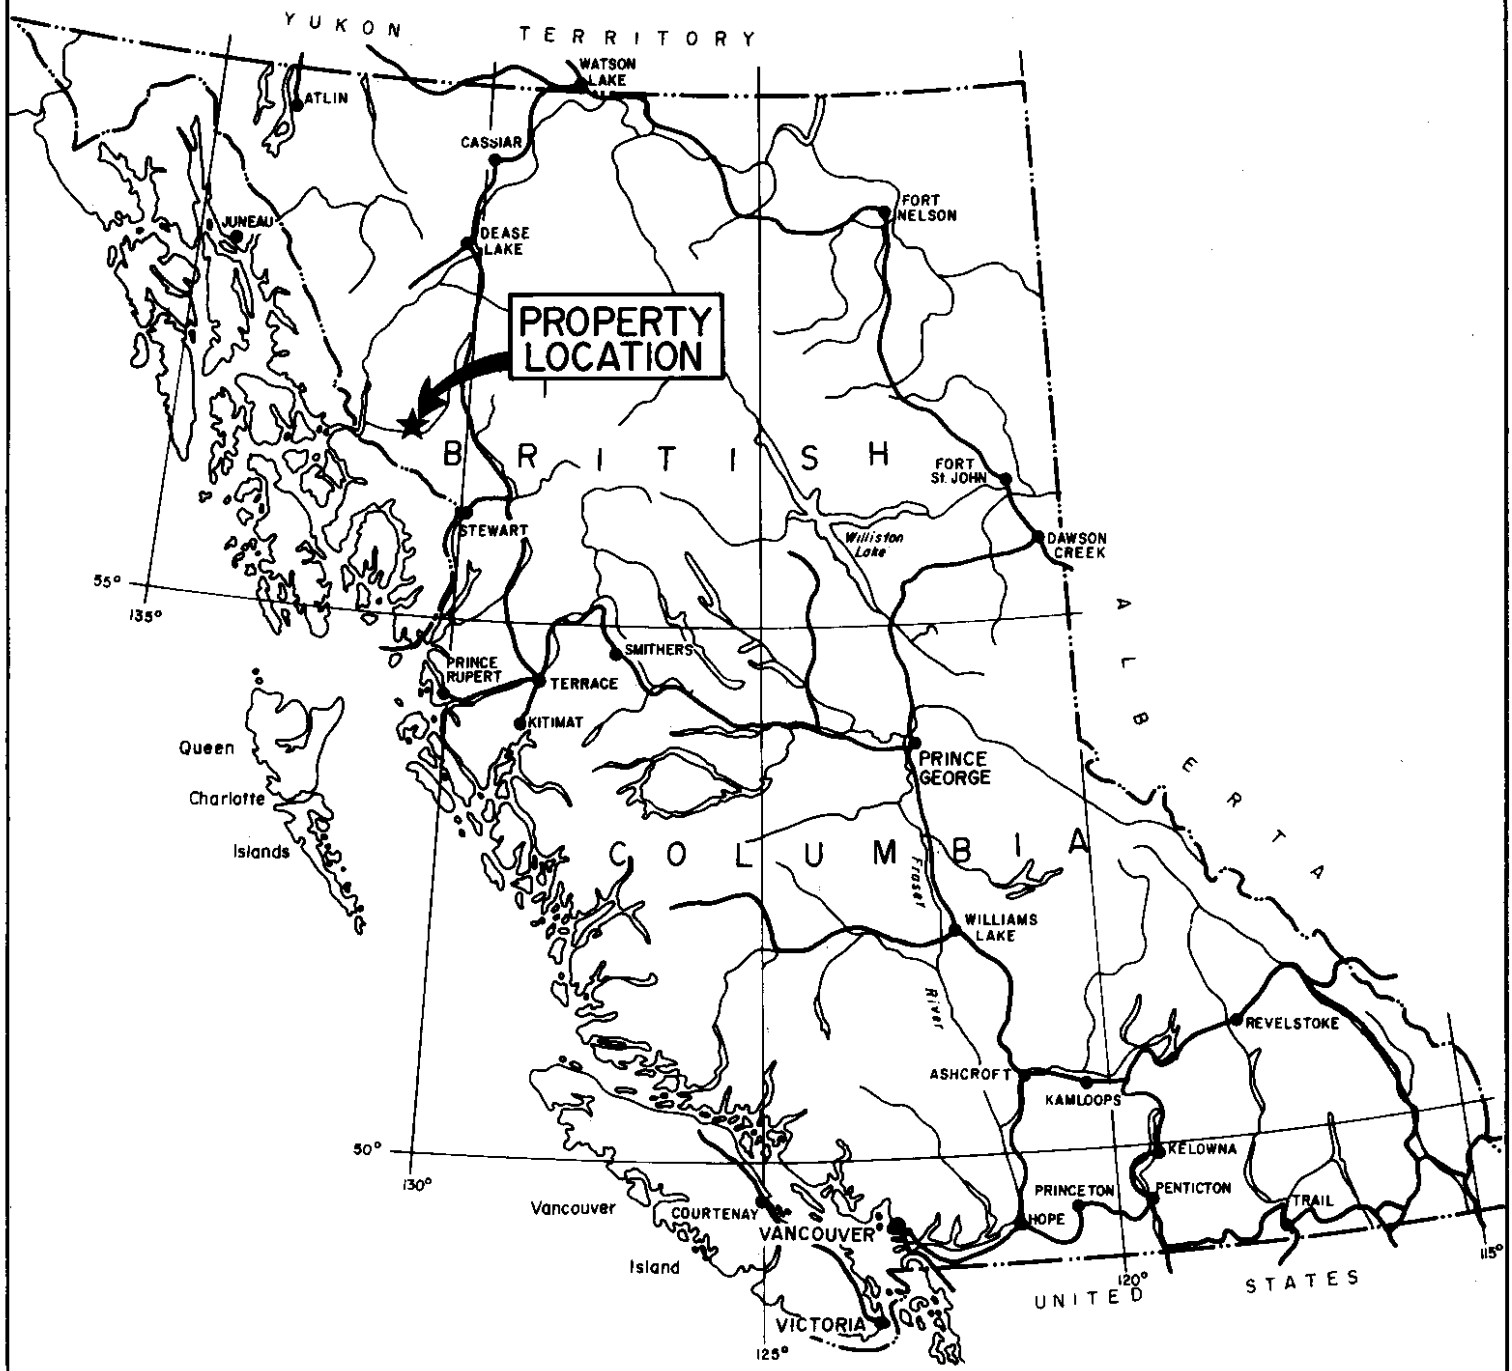 YUKON TERRITORY
WATSON
LAKE
ATLIN
CASSIAR
FORT
NELSON
JUNEAU
DEASE
LAKE
PROPERTY
LOCATION
BRITISH
FORT
St. JOHN
STEWART
Williston
Lake
DAWSON
CREEK
55°
135°
ALBERTA
SMITHERS
PRINCE
RUPERT
TERRACE
KITIMAT
Queen
Charlotte
Islands
PRINCE
GEORGE
COLUMBIA
Fraser
River
WILLIAMS
LAKE
REVELSTOKE
ASHCROFT
KAMLOOPS
50°
130°
KELOWNA
PRINCETON
PENTICTON
TRAIL
Vancouver
Island
COURTENAY
VANCOUVER
HOPE
115°
120°
UNITED STATES
VICTORIA
125°